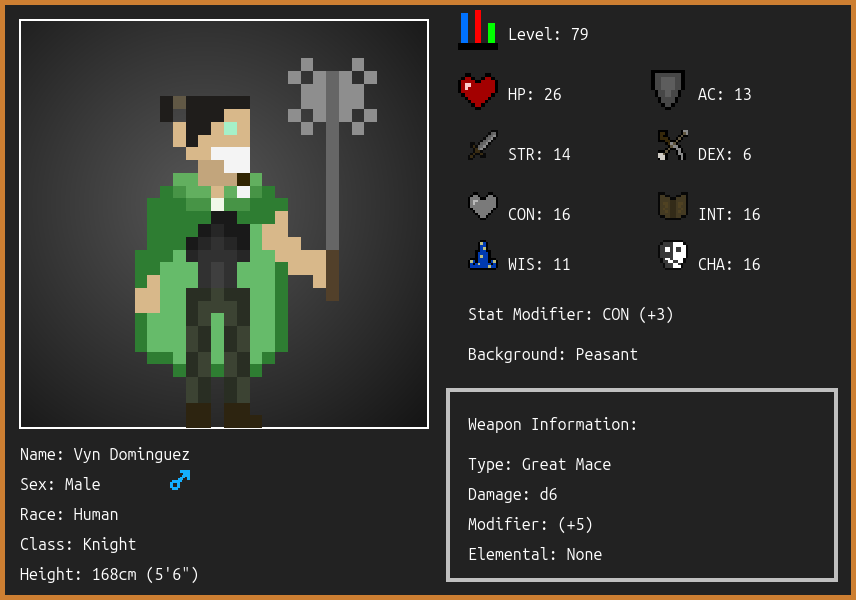 Level: 79
HP: 26
AC: 13
STR: 14
DEX: 6
CON: 16
INT: 16
WIS: 11
CHA: 16
Stat Modifier: CON (+3)
Background: Peasant
Weapon Information:
Type: Great Mace
Damage: d6
Modifier: (+5)
Elemental: None
Name: Vyn Dominguez
Sex: Male
Race: Human
Class: Knight
Height: 168cm (5'6")